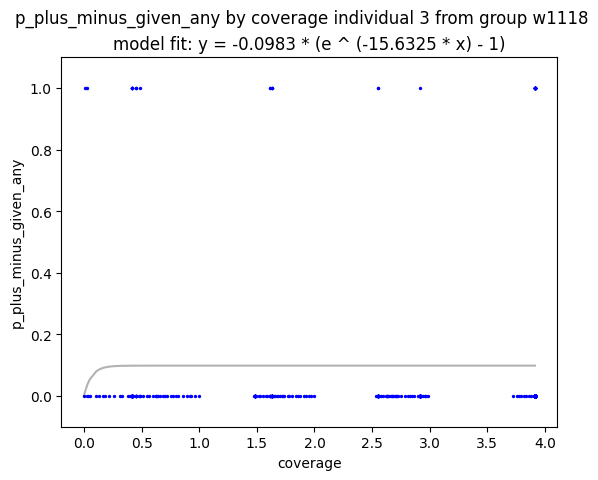 p_plus_minus_given_any by coverage individual 3 from group w1118
model fit: y = -0.0983 * (e ^ (-15.6325 * x) - 1)
1.0
0.8
0.6
0.4
0.2
0.0
p_plus_minus_given_any
0.0 0.5 1.0 1.5 2.0 2.5 3.0 3.5 4.0
coverage